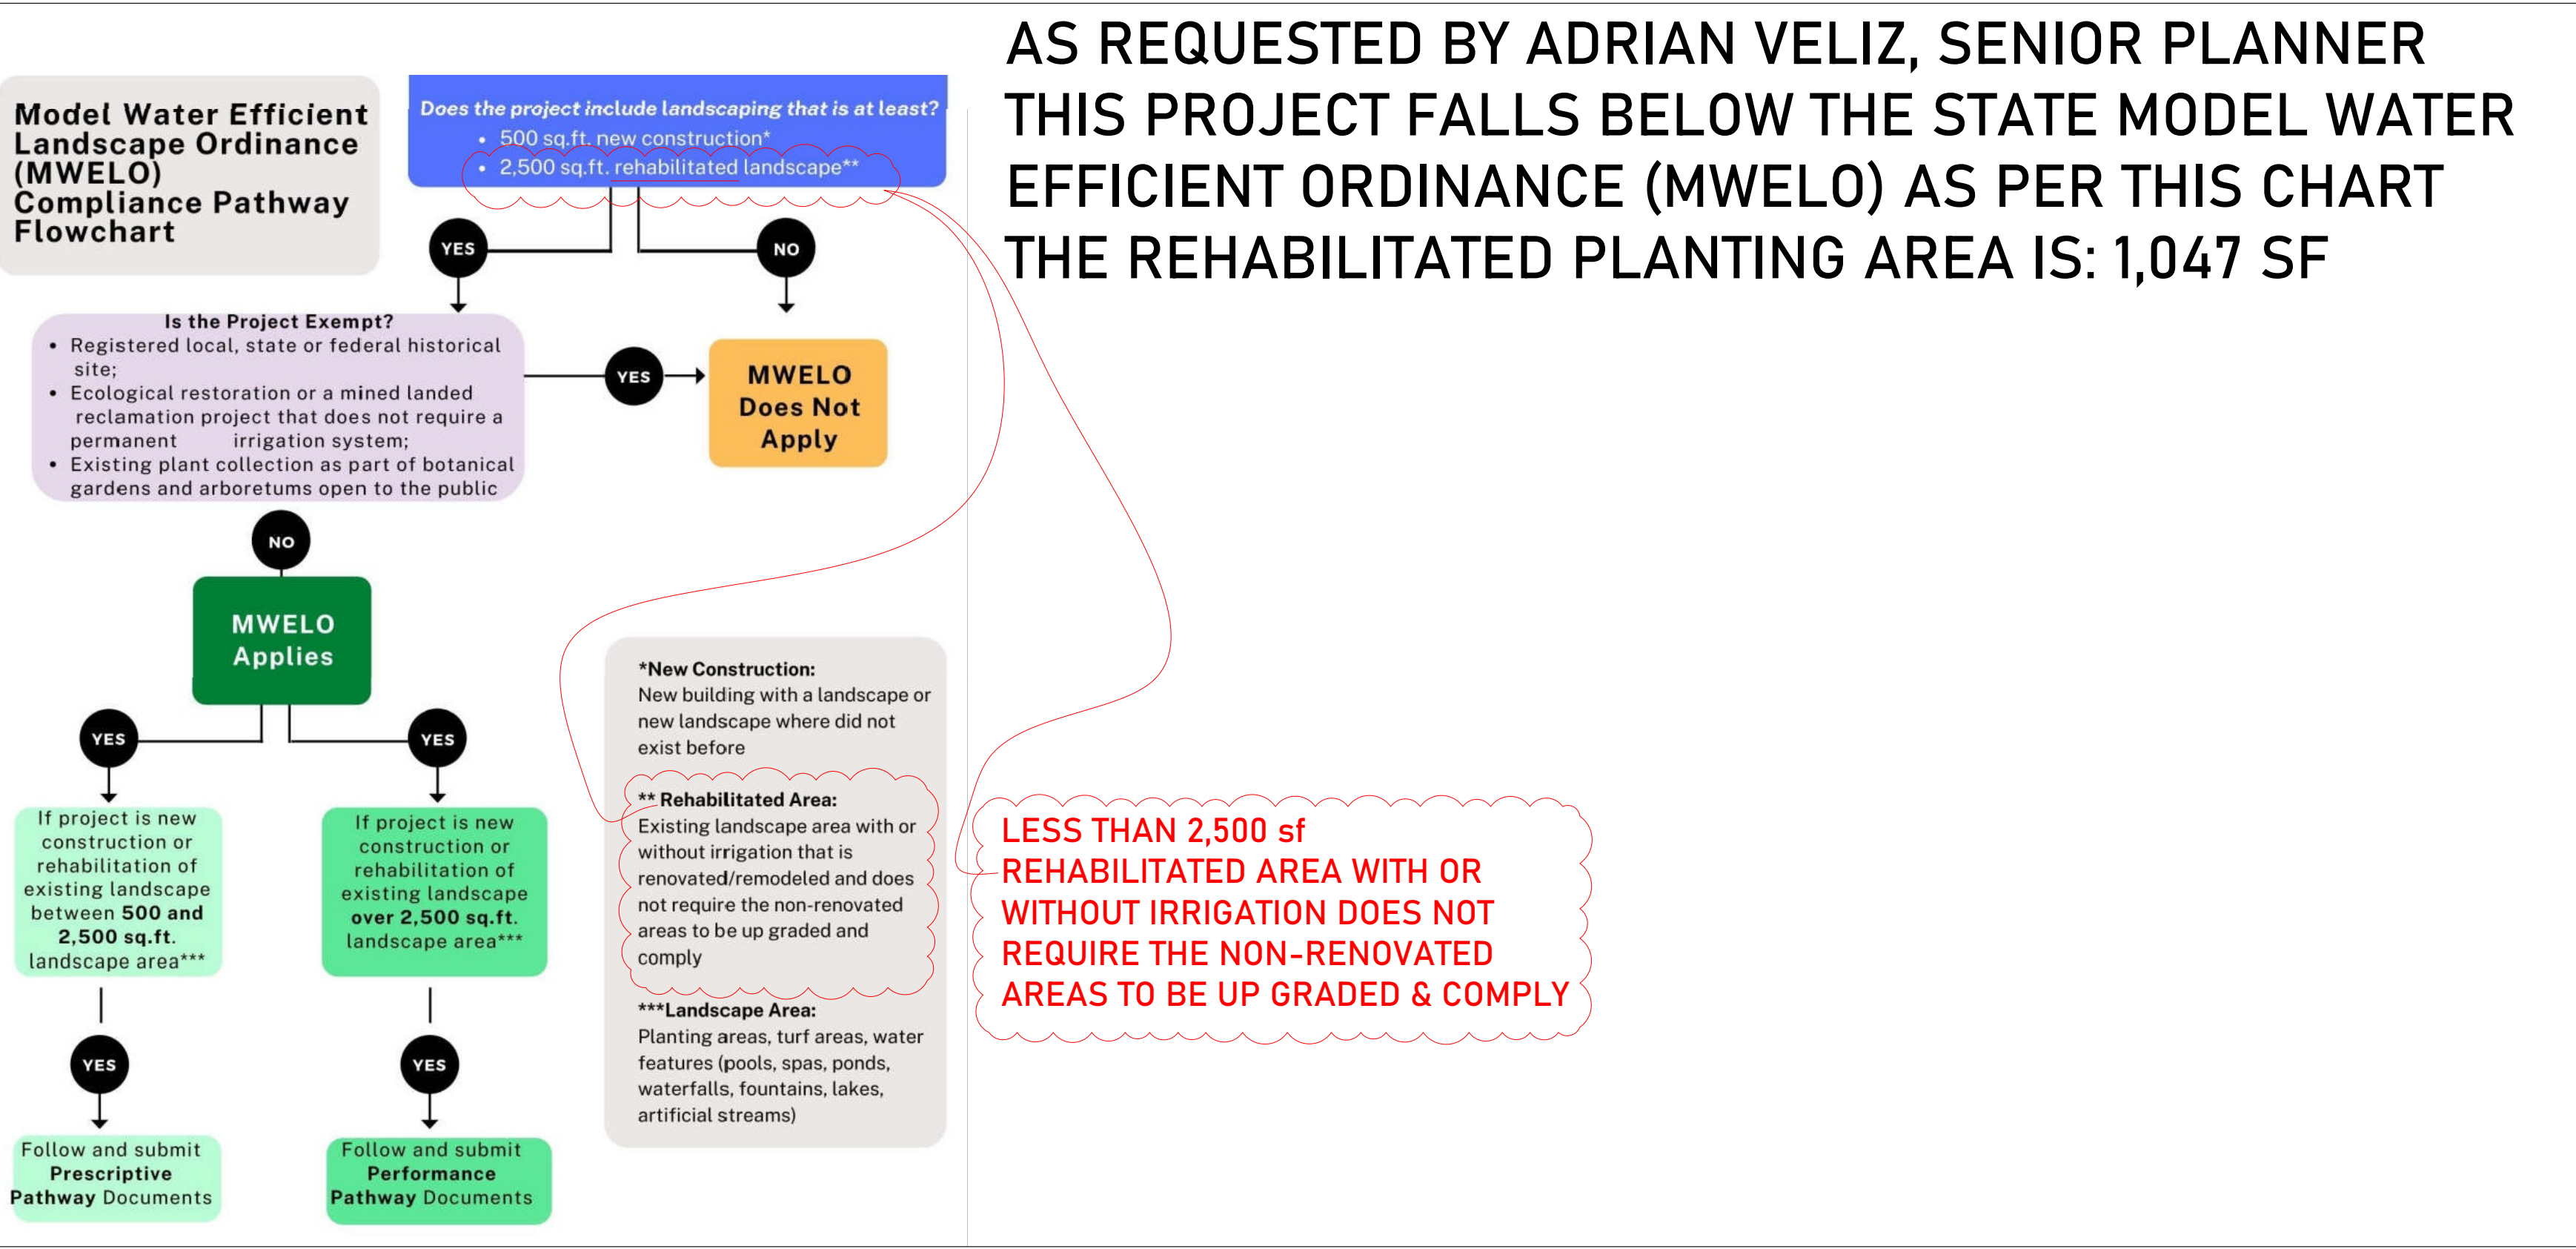 Model Water Efficient
Landscape Ordinance
(MWELO)
Compliance Pathway
Flowchart
Does the project include landscaping that is at least?
• 500 sq.ft. new construction*
• 2,500 sq.ft. rehabilitated landscape**
YES
NO
Is the Project Exempt?
• Registered local, state or federal historical
site;
• Ecological restoration or a mined landed
reclamation project that does not require a
permanent irrigation system;
• Existing plant collection as part of botanical
gardens and arboretums open to the public
YES
MWELO
Does Not
Apply
NO
MWELO
Applies
YES
YES
If project is new
construction or
rehabilitation of
existing landscape
between 500 and
2,500 sq.ft.
landscape area***
If project is new
construction or
rehabilitation of
existing landscape
over 2,500 sq.ft.
landscape area***
YES
YES
Follow and submit
Prescriptive
Pathway Documents
Follow and submit
Performance
Pathway Documents
*New Construction:
New building with a landscape or
new landscape where did not
exist before
** Rehabilitated Area:
Existing landscape area with or
without irrigation that is
renovated/remodeled and does
not require the non-renovated
areas to be up graded and
comply
***Landscape Area:
Planting areas, turf areas, water
features (pools, spas, ponds,
waterfalls, fountains, lakes,
artificial streams)
AS REQUESTED BY ADRIAN VELIZ, SENIOR PLANNER
THIS PROJECT FALLS BELOW THE STATE MODEL WATER
EFFICIENT ORDINANCE (MWELO) AS PER THIS CHART
THE REHABILITATED PLANTING AREA IS: 1,047 SF
LESS THAN 2,500 sf
REHABILITATED AREA WITH OR
WITHOUT IRRIGATION DOES NOT
REQUIRE THE NON-RENOVATED
AREAS TO BE UP GRADED & COMPLY